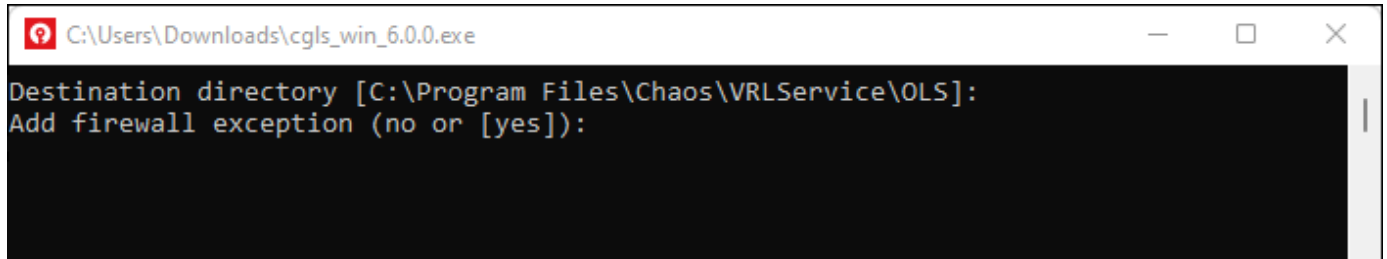 C:\Users\Downloads\cgls_win_6.0.0.exe
Destination directory [C:\Program Files\Chaos\VRLService\OLS]:
Add firewall exception (no or [yes]):